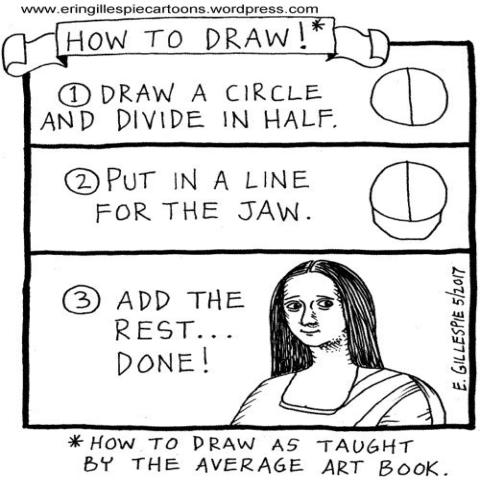 www.eringillespiecartoons.wordpress.com
HOW TO DRAW!*
① DRAW A CIRCLE
AND DIVIDE IN HALF.
② PUT IN A LINE
FOR THE JAW.
③ ADD THE
REST...
DONE!
E. GILLESPIE 5/2017
* HOW TO DRAW AS TAUGHT
BY THE AVERAGE ART BOOK.